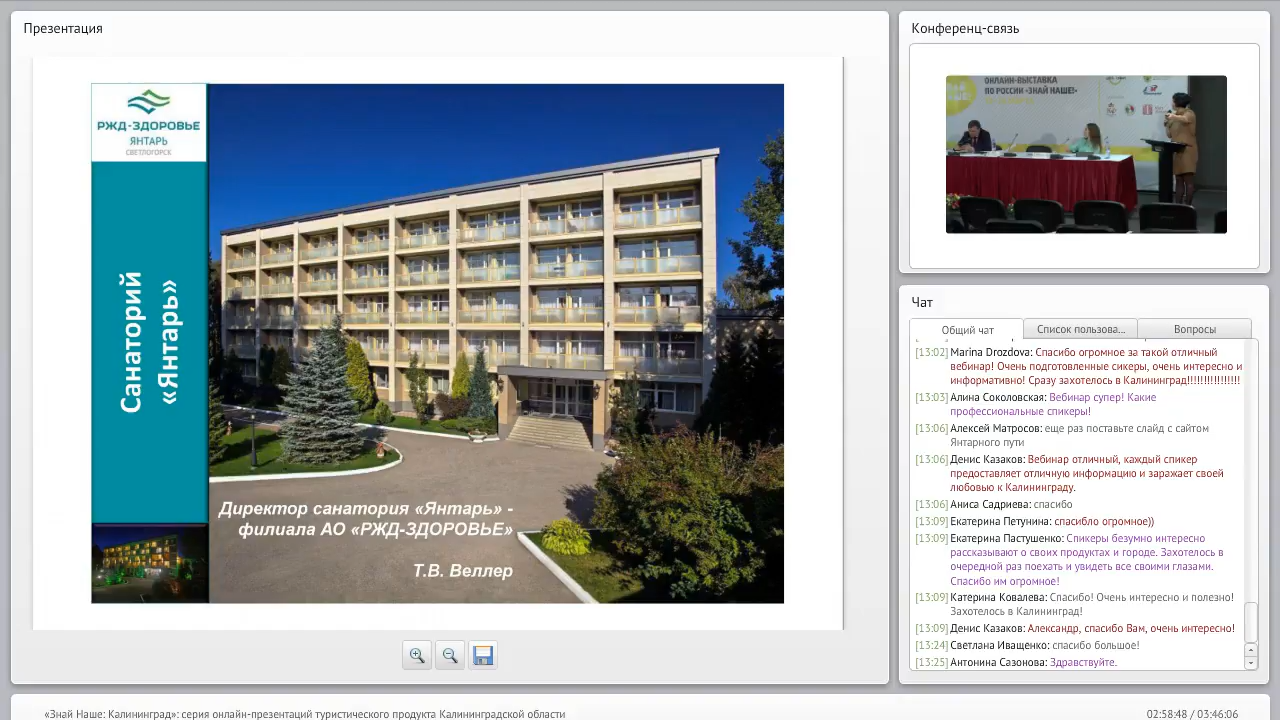 Презентация
РЖД-ЗДОРОВЬЕ
ЯНТАРЬ
СВЕТЛОГОРСК
Санаторий
«Янтарь»
Директор санатория «Янтарь» -
филиала АО «РЖД-ЗДОРОВЬЕ»
Т.В. Веллер
Конференц-связь
ОНЛАЙН-ВЫСТАВКА
ПО РОССИИ «ЗНАЙ НАШЕ!»
Чат
Общий чат
Список пользова...
Вопросы
[13:02] Marina Drozdova: Спасибо огромное за такой отличный
вебинар! Очень подготовленные сикеры, очень интересно и
информативно! Сразу захотелось в Калининград!!!!!!!!!!!!!!!!
[13:03] Алина Соколовская: Вебинар супер! Какие
профессиональные спикеры!
[13:06] Алексей Матросов: еще раз поставьте слайд с сайтом
Янтарного пути
[13:06] Денис Казаков: Вебинар отличный, каждый спикер
предоставляет отличную информацию и заражает своей
любовью к Калининграду.
[13:06] Аниса Садриева: спасибо
[13:09] Екатерина Петунина: спасибло огромное))
[13:09] Екатерина Пастушенко: Спикеры безумно интересно
рассказывают о своих продуктах и городе. Захотелось в
очередной раз поехать и увидеть все своими глазами.
Спасибо им огромное!
[13:09] Катерина Ковалева: Спасибо! Очень интересно и полезно!
Захотелось в Калининград!
[13:09] Денис Казаков: Александр, спасибо Вам, очень интересно!
[13:24] Светлана Иващенко: спасибо большое!
[13:25] Антонина Сазонова: Здравствуйте.
«Знай Наше: Калининград»: серия онлайн-презентаций туристического продукта Калининградской области
02:58:48 / 03:46:06